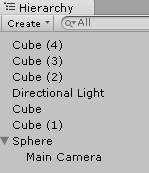 Hierarchy
Create All
Cube (4)
Cube (3)
Cube (2)
Directional Light
Cube
Cube (1)
Sphere
Main Camera